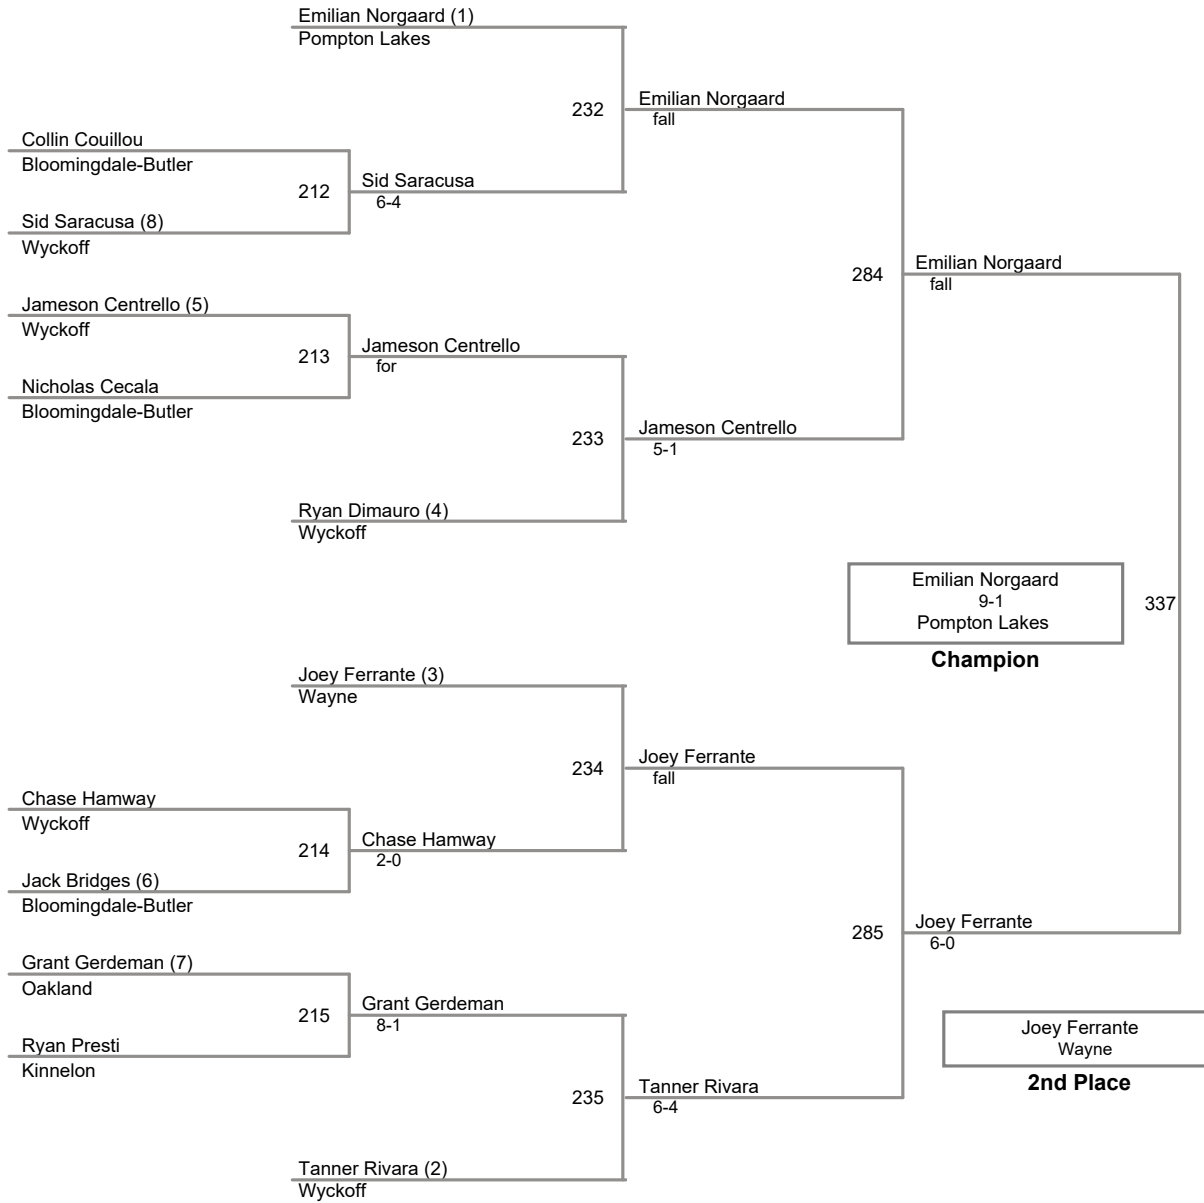 Emilian Norgaard (1)
Pompton Lakes
232
Emilian Norgaard
fall
Collin Couillou
Bloomingdale-Butler
212
Sid Saracusa
6-4
Sid Saracusa (8)
Wyckoff
284
Emilian Norgaard
fall
Jameson Centrello (5)
Wyckoff
213
Jameson Centrello
for
Nicholas Cecala
Bloomingdale-Butler
233
Jameson Centrello
5-1
Ryan Dimauro (4)
Wyckoff
Emilian Norgaard
9-1
Pompton Lakes
Champion
337
Joey Ferrante (3)
Wayne
234
Joey Ferrante
fall
Chase Hamway
Wyckoff
214
Chase Hamway
2-0
Jack Bridges (6)
Bloomingdale-Butler
285
Joey Ferrante
6-0
Grant Gerdeman (7)
Oakland
215
Grant Gerdeman
8-1
Ryan Presti
Kinnelon
Joey Ferrante
Wayne
2nd Place
235
Tanner Rivara
6-4
Tanner Rivara (2)
Wyckoff